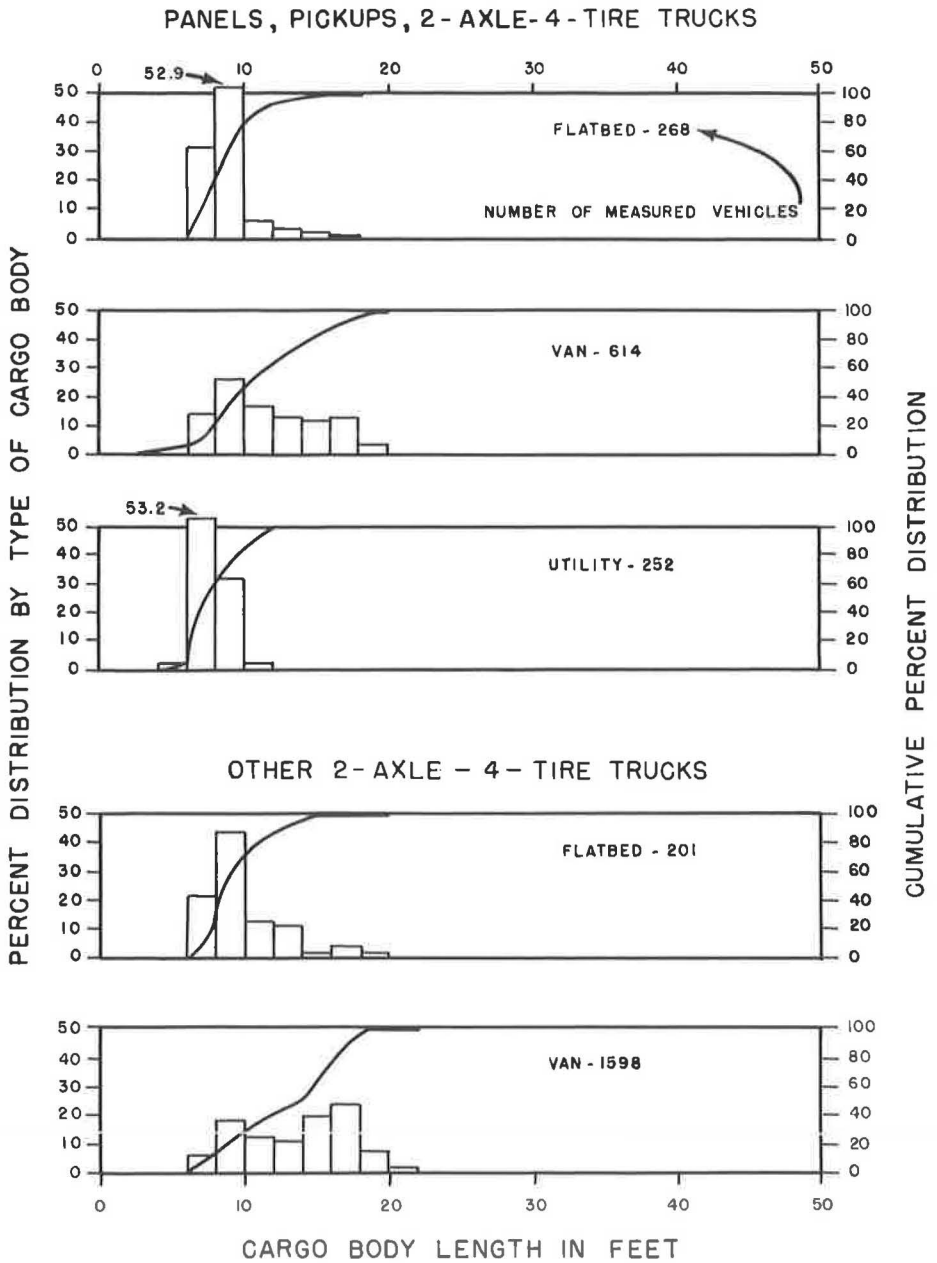 PANELS, PICKUPS, 2-AXLE-4-TIRE TRUCKS
0 10 20 30 40 50
52.9
50 100
40 80
30 60
20 40
10 20
0 0
FLATBED - 268
NUMBER OF MEASURED VEHICLES
50 100
40 80
30 60
20 40
10 20
0 0
VAN - 614
53.2
50 100
40 80
30 60
20 40
10 20
0 0
UTILITY - 252
OTHER 2-AXLE - 4 - TIRE TRUCKS
50 100
40 80
30 60
20 40
10 20
0 0
FLATBED - 201
50 100
40 80
30 60
20 40
10 20
0 0
VAN - 1598
0 10 20 30 40 50
CARGO BODY LENGTH IN FEET
PERCENT DISTRIBUTION BY TYPE OF CARGO BODY
CUMULATIVE PERCENT DISTRIBUTION